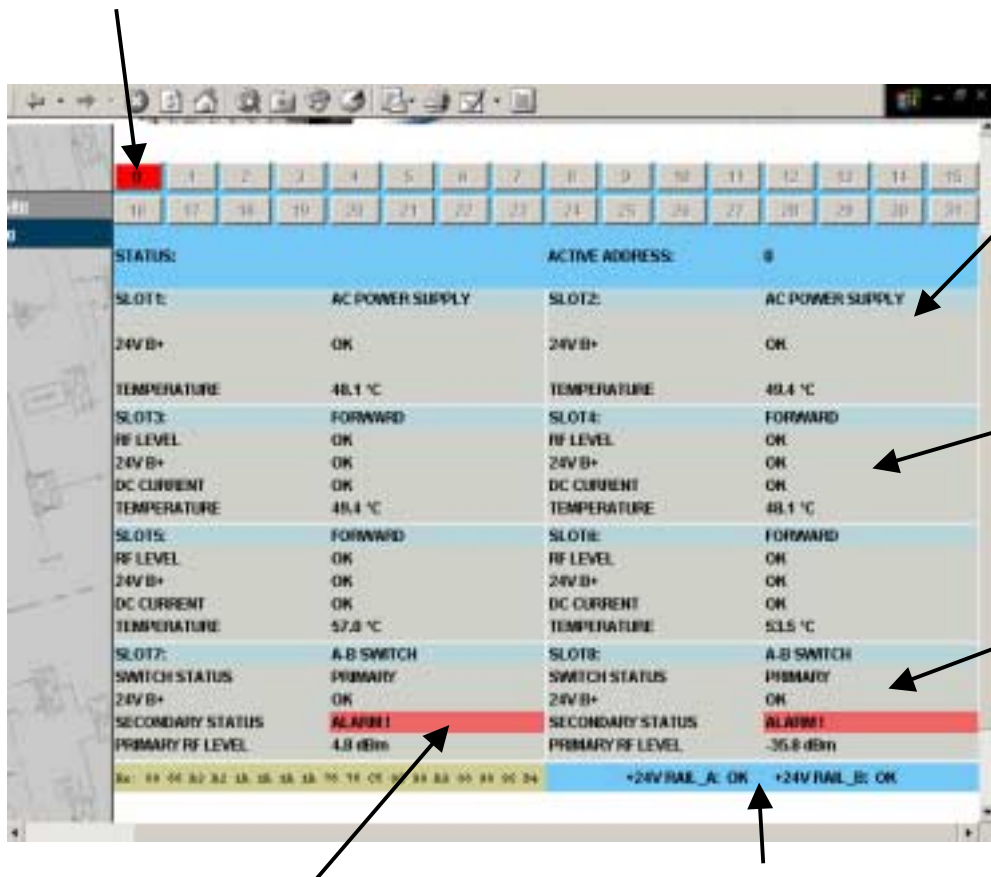 0 1 2 3 4 5 6 7 8 9 10 11 12 13 14 15
16 17 18 19 20 21 22 23 24 25 26 27 28 29 30 31
STATUS: ACTIVE ADDRESS: 0
SLOT1: AC POWER SUPPLY SLOT2: AC POWER SUPPLY
24V B+ OK 24V B+ OK
TEMPERATURE 48.1 °C TEMPERATURE 49.4 °C
SLOT3: FORWARD SLOT4: FORWARD
RF LEVEL OK RF LEVEL OK
24V B+ OK 24V B+ OK
DC CURRENT OK DC CURRENT OK
TEMPERATURE 49.4 °C TEMPERATURE 48.1 °C
SLOT5: FORWARD SLOT6: FORWARD
RF LEVEL OK RF LEVEL OK
24V B+ OK 24V B+ OK
DC CURRENT OK DC CURRENT OK
TEMPERATURE 57.0 °C TEMPERATURE 53.5 °C
SLOT7: A-B SWITCH SLOT8: A-B SWITCH
SWITCH STATUS PRIMARY SWITCH STATUS PRIMARY
24V B+ OK 24V B+ OK
SECONDARY STATUS ALARM ! SECONDARY STATUS ALARM !
PRIMARY RF LEVEL 4.8 dBm PRIMARY RF LEVEL -35.8 dBm
+24V RAIL_A: OK +24V RAIL_B: OK